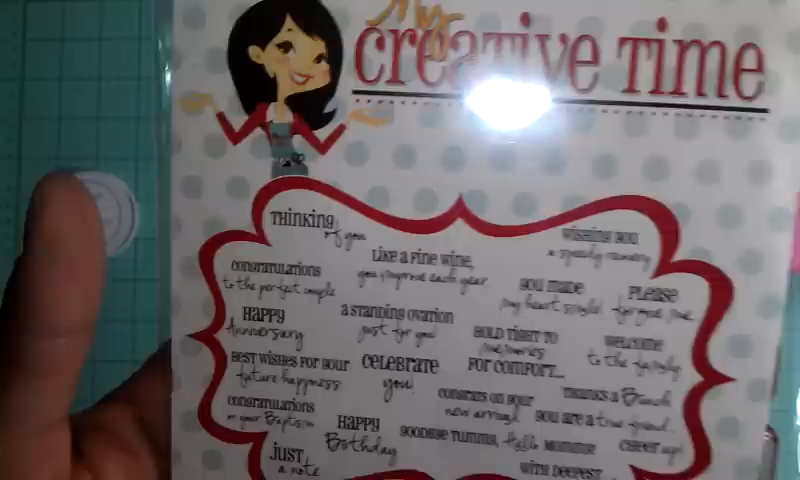 My
creative Time
Thinking
of you
wishing you
a speedy recovery
Like a fine wine,
you improve each year
congratulations
to the perfect couple
you made
my heart smile!
Please
forgive me
Happy
Anniversary
a standing ovation
just for you!
Hold tight to
memories
for comfort...
welcome
to the family
Best wishes for your
future happiness
celebrate
you!
congrats on your
new arrival
Thanks a Bunch
you are a true friend
congratulations
on your Baptism
Happy
Birthday
Goodbye Tummy, Hello Mommy
cheer up!
Just
a note
with deepest